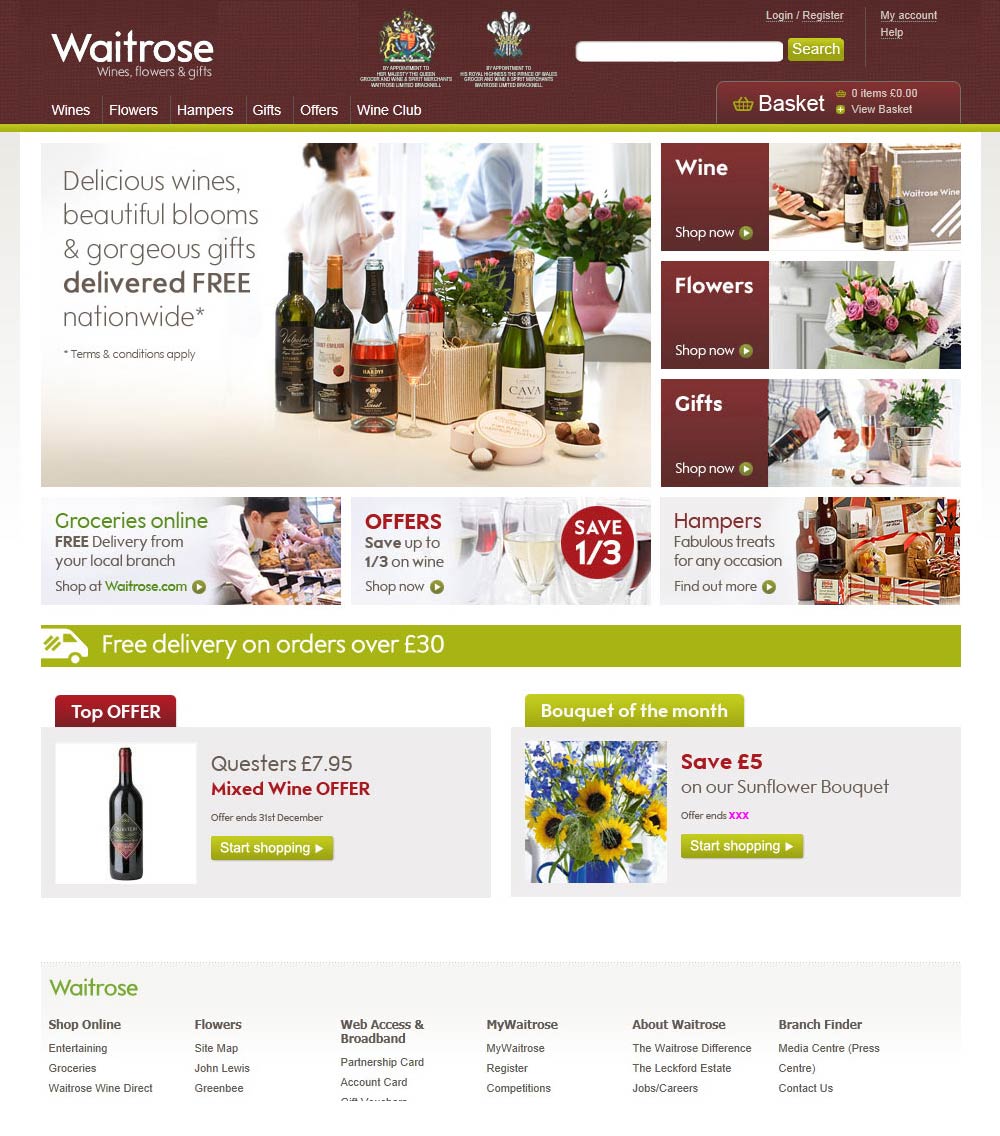 Waitrose
Wines, flowers & gifts
BY APPOINTMENT TO
HER MAJESTY THE QUEEN
GROCER AND WINE & SPIRIT MERCHANTS
WAITROSE LIMITED BRACKNELL
BY APPOINTMENT TO
HIS ROYAL HIGHNESS THE PRINCE OF WALES
GROCER AND WINE & SPIRIT MERCHANTS
WAITROSE LIMITED BRACKNELL
Login / Register
My account
Help
Search
Wines
Flowers
Hampers
Gifts
Offers
Wine Club
Basket
0 items £0.00
View Basket
Delicious wines,
beautiful blooms
& gorgeous gifts
delivered FREE
nationwide*
* Terms & conditions apply
HARDYS
Crest
CAVA
Wine
Shop now
CAVA
Waitrose Wine
Flowers
Shop now
Gifts
Shop now
Groceries online
FREE Delivery from
your local branch
Shop at Waitrose.com
OFFERS
Save up to
1/3 on wine
Shop now
SAVE
1/3
Hampers
Fabulous treats
for any occasion
Find out more
Free delivery on orders over £30
Top OFFER
QUESTERS
Questers £7.95
Mixed Wine OFFER
Offer ends 31st December
Start shopping
Bouquet of the month
Save £5
on our Sunflower Bouquet
Offer ends xxx
Start shopping
Waitrose
Shop Online
Entertaining
Groceries
Waitrose Wine Direct
Flowers
Site Map
John Lewis
Greenbee
Web Access &
Broadband
Partnership Card
Account Card
Gift Vouchers
MyWaitrose
MyWaitrose
Register
Competitions
About Waitrose
The Waitrose Difference
The Leckford Estate
Jobs/Careers
Branch Finder
Media Centre (Press
Centre)
Contact Us